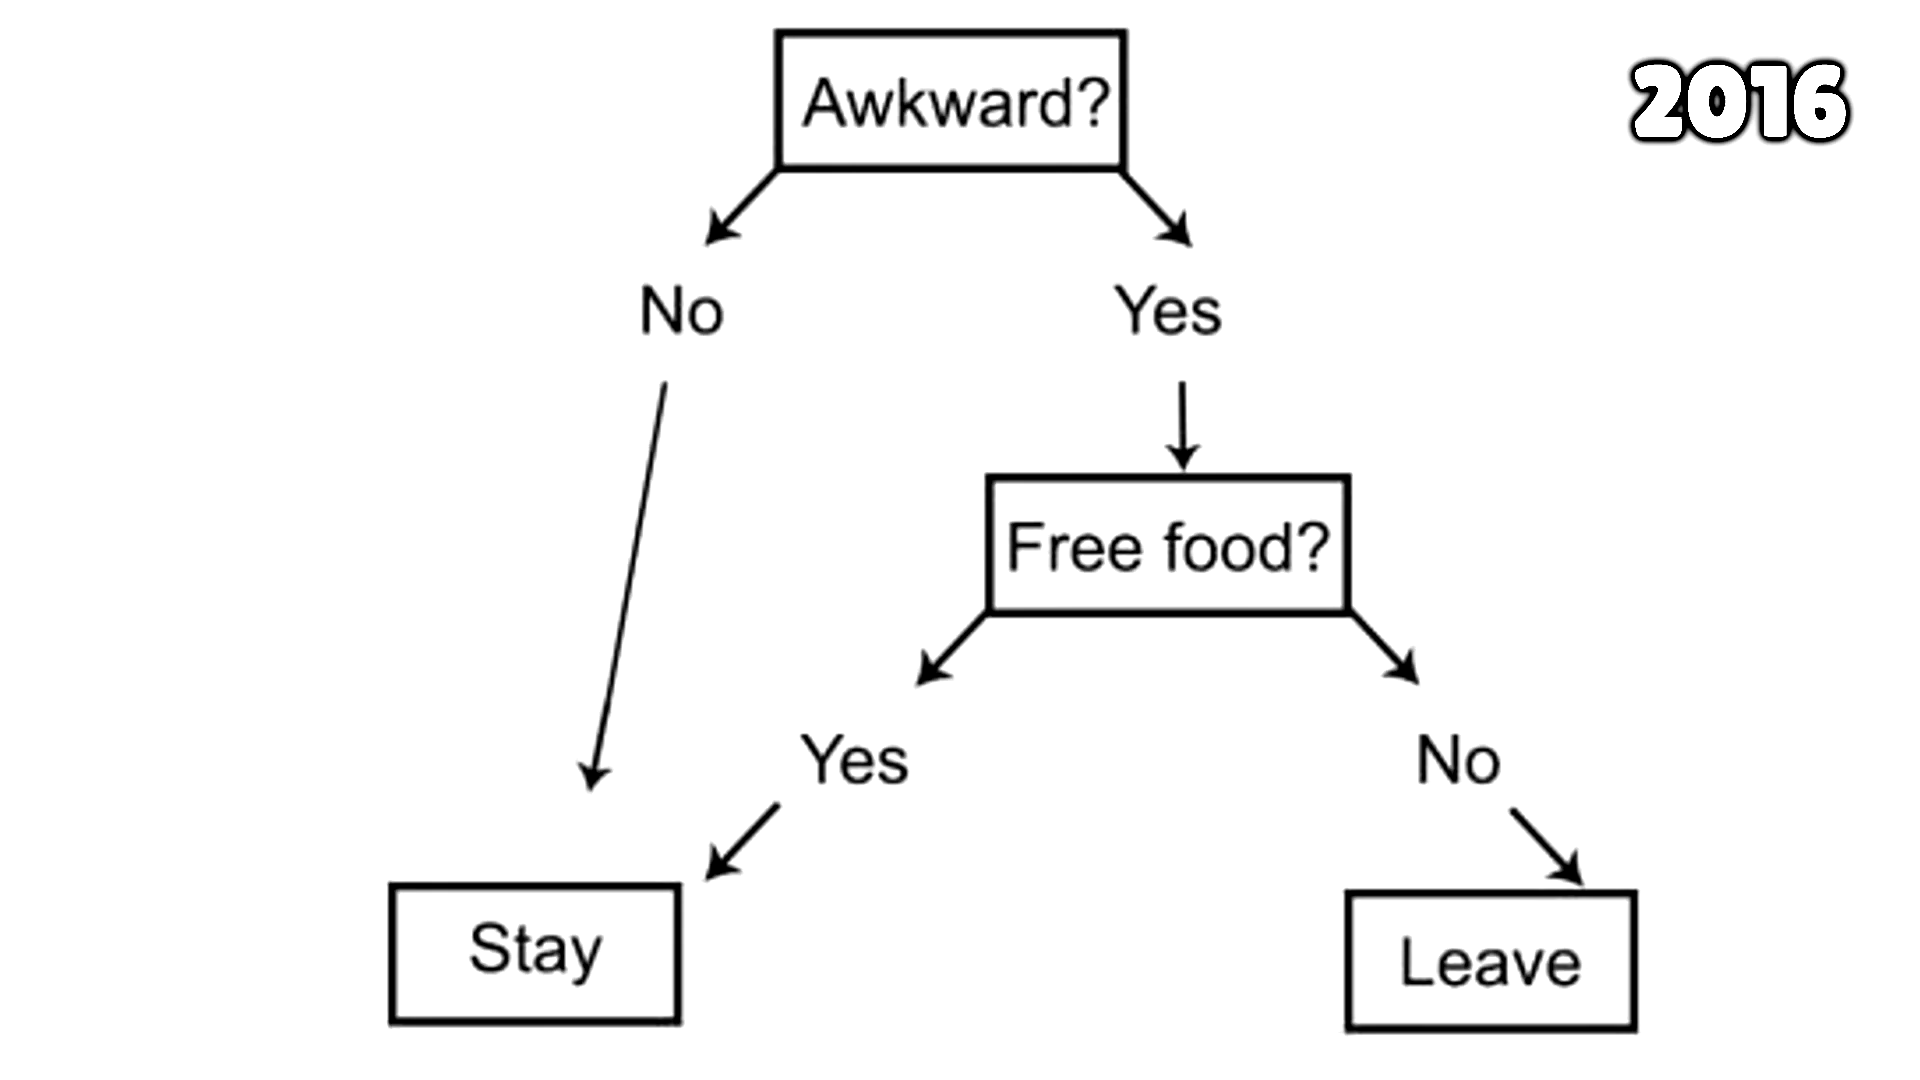 Awkward?
2016
No
Yes
Free food?
Yes
No
Stay
Leave